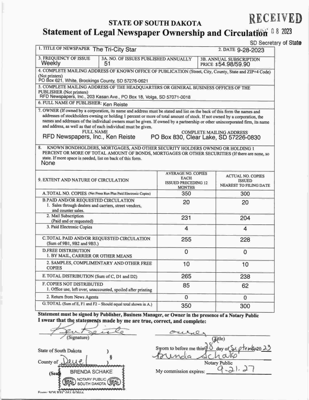 RECEIVED
STATE OF SOUTH DAKOTA
Statement of Legal Newspaper Ownership and Circulation 08 2023
SD Secretary of State
1. TITLE OF NEWSPAPER The Tri-City Star 2. DATE 9-28-2023
3. FREQUENCY OF ISSUE Weekly
3A. NO. OF ISSUES PUBLISHED ANNUALLY 51
3B. ANNUAL SUBSCRIPTION PRICE $54.98/59.90
4. COMPLETE MAILING ADDRESS OF KNOWN OFFICE OF PUBLICATION (Street, City, County, State and ZIP+4 Code)
(Not printers)
PO Box 621, White, Brookings County, SD 57276-0621
5. COMPLETE MAILING ADDRESS OF THE HEADQUARTERS OR GENERAL BUSINESS OFFICES OF THE
PUBLISHERS (Not printers)
RFD Newspapers, Inc., 203 Kasan Ave., PO Box 18, Volga, SD 57071-0018
6. FULL NAME OF PUBLISHER: Ken Reiste
7. OWNER (If owned by a corporation, its name and address must be stated and list on the back of this form the names and
addresses of stockholders owning or holding 1 percent or more of total amount of stock. If not owned by a corporation, the
names and addresses of the individual owners must be given. If owned by a partnership or other unincorporated firm, its name
and address, as well as that of each individual must be given.
FULL NAME COMPLETE MAILING ADDRESS
RFD Newspapers, Inc., Ken Reiste PO Box 830, Clear Lake, SD 57226-0830
8. KNOWN BONDHOLDERS, MORTAGAGES, AND OTHER SECURITY HOLDERS OWNING OR HOLDING 1
PERCENT OR MORE OF TOTAL AMOUNT OF BONDS, MORTGAGES OR OTHER SECURITIES (If there are none, so
state. If more space is needed, list on back of this form.
None
9. EXTENT AND NATURE OF CIRCULATION
AVERAGE NO. COPIES EACH ISSUED PRECEDING 12 MONTHS
ACTUAL NO. COPIES ISSUED NEAREST TO FILING DATE
A. TOTAL NO. COPIES (Net Press Run Plus Paid Electronic Copies) 350 300
B. PAID AND/OR REQUESTED CIRCULATION
1. Sales through dealers and carriers, street vendors,
and counter sales. 20 20
2. Mail Subscription
(Paid and or requested) 231 204
3. Paid Electronic Copies 4 4
C. TOTAL PAID AND/OR REQUESTED CIRCULATION
(Sum of 9B1, 9B2 and 9B3.) 255 228
D. FREE DISTRIBUTION
1. BY MAIL, CARRIER OR OTHER MEANS 0 0
2. SAMPLES, COMPLIMENTARY AND OTHER FREE
COPIES 10 10
E. TOTAL DISTRIBUTION (Sum of C, D1 and D2) 265 238
F. COPIES NOT DISTRIBUTED
1. Office use, left over, unaccounted, spoiled after printing 85 62
2. Return from News Agents 0 0
G. TOTAL (Sum of E, F1 and F2 - Should equal total shown in A.) 350 300
Statement must be signed by Publisher, Business Manager, or Owner in the presence of a Notary Public
I swear that the statements made by me are true, correct, and complete:
Ken Reiste owner
(Signature) (Title)
State of South Dakota )
Sworn to before me this 28 day of September 23
County of Deuel )
Brenda Schake
Notary Public
(Seal)
BRENDA SCHAKE
NOTARY PUBLIC
SOUTH DAKOTA
My commission expires: 9-21-27